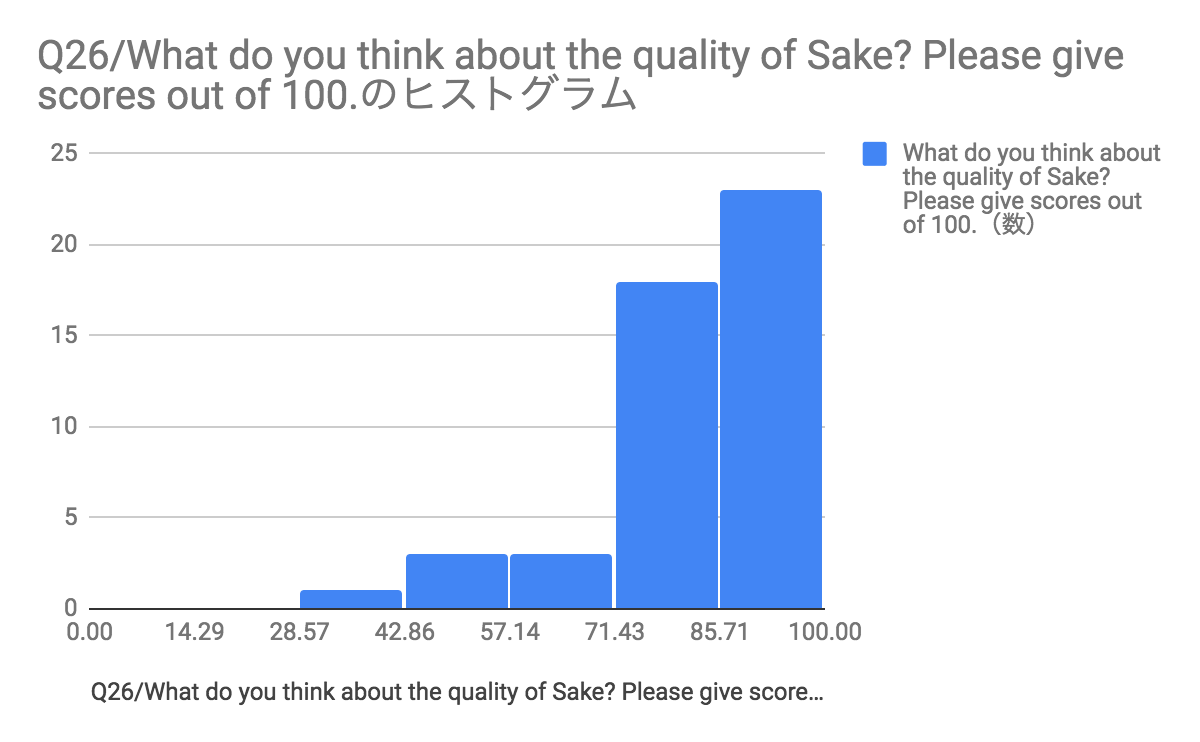 Q26/What do you think about the quality of Sake? Please give
scores out of 100.のヒストグラム
25
20
15
10
5
0
What do you think about
the quality of Sake?
Please give scores out
of 100.（数）
0.00 14.29 28.57 42.86 57.14 71.43 85.71 100.00
Q26/What do you think about the quality of Sake? Please give score...